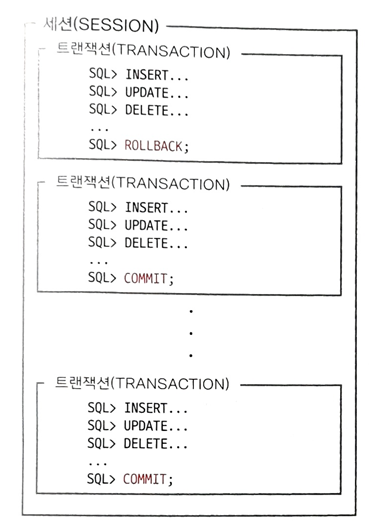 세션(SESSION)
트랜잭션(TRANSACTION)
SQL> INSERT...
SQL> UPDATE...
SQL> DELETE...
...
SQL> ROLLBACK;
트랜잭션(TRANSACTION)
SQL> INSERT...
SQL> UPDATE...
SQL> DELETE...
...
SQL> COMMIT;
.
.
.
트랜잭션(TRANSACTION)
SQL> INSERT...
SQL> UPDATE...
SQL> DELETE...
...
SQL> COMMIT;